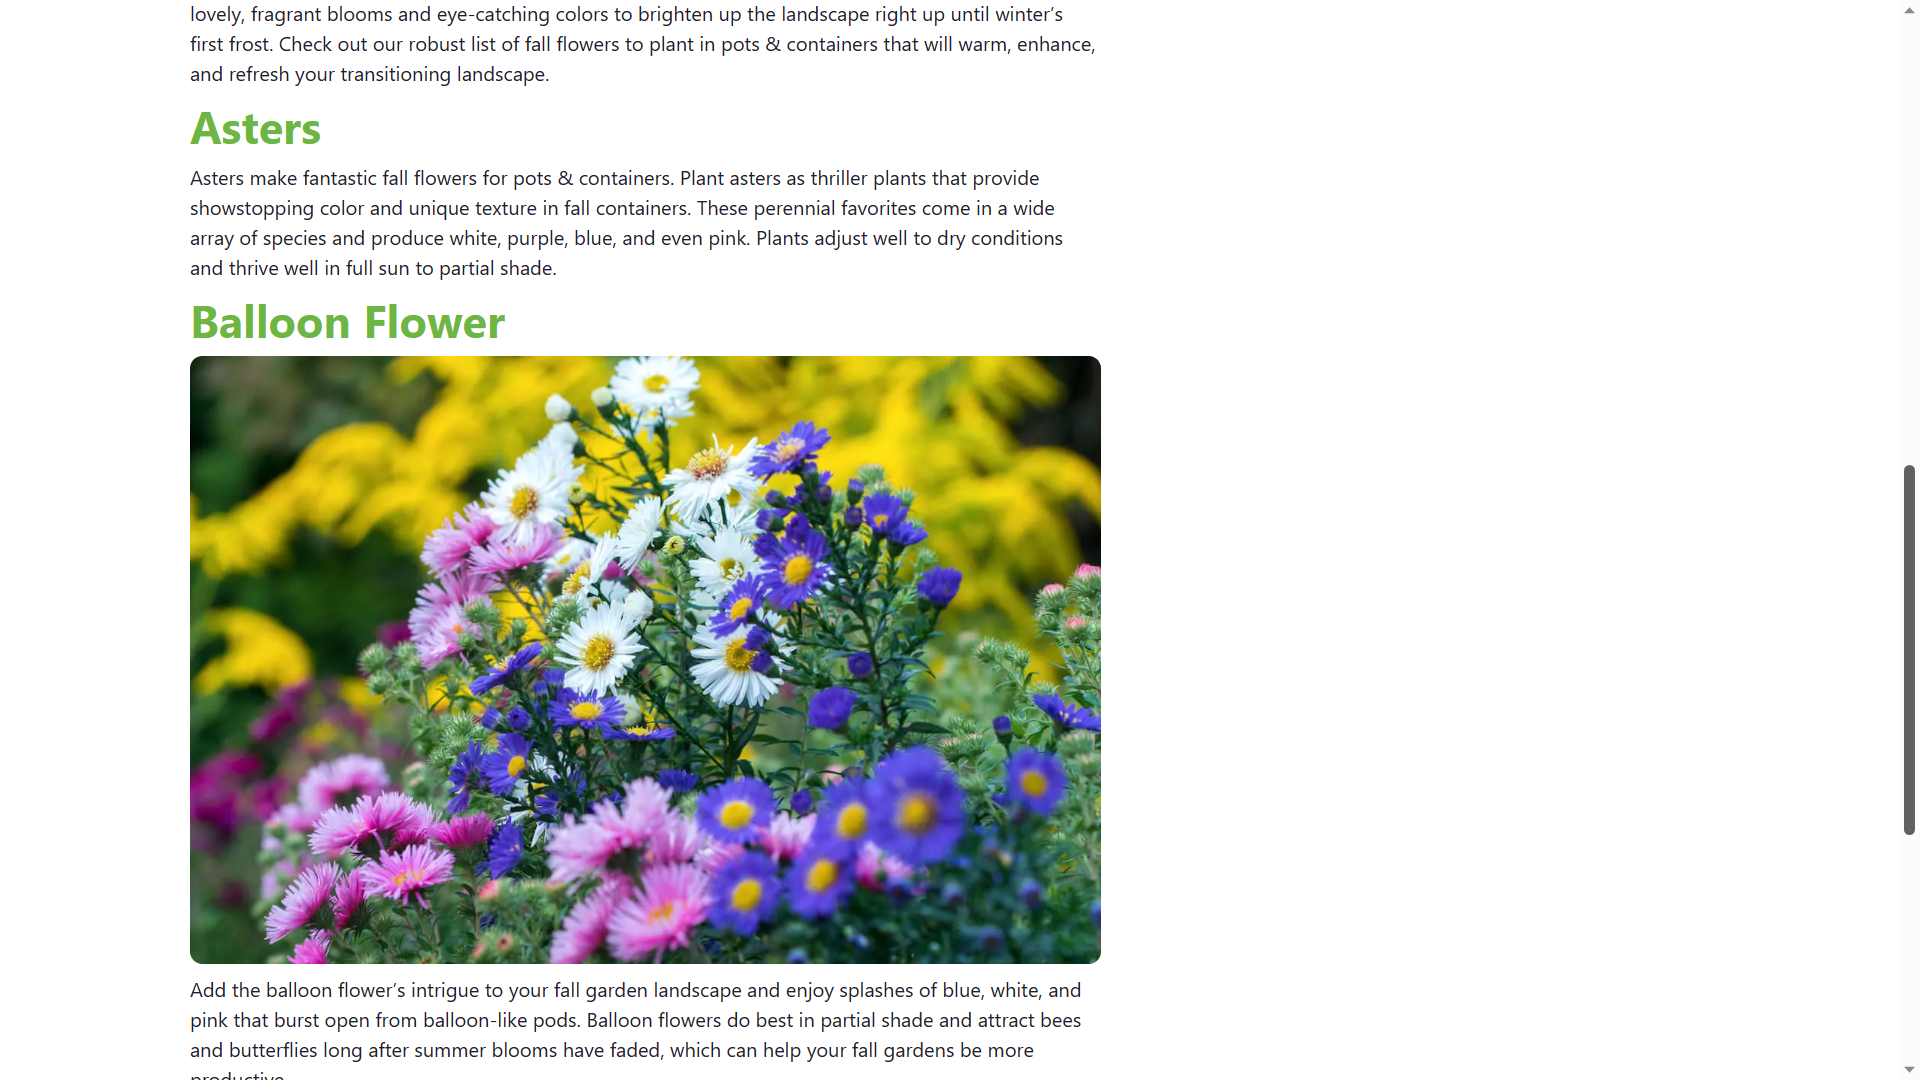 lovely, fragrant blooms and eye-catching colors to brighten up the landscape right up until winter’s
first frost. Check out our robust list of fall flowers to plant in pots & containers that will warm, enhance,
and refresh your transitioning landscape.
Asters
Asters make fantastic fall flowers for pots & containers. Plant asters as thriller plants that provide
showstopping color and unique texture in fall containers. These perennial favorites come in a wide
array of species and produce white, purple, blue, and even pink. Plants adjust well to dry conditions
and thrive well in full sun to partial shade.
Balloon Flower
Add the balloon flower’s intrigue to your fall garden landscape and enjoy splashes of blue, white, and
pink that burst open from balloon-like pods. Balloon flowers do best in partial shade and attract bees
and butterflies long after summer blooms have faded, which can help your fall gardens be more
productive.